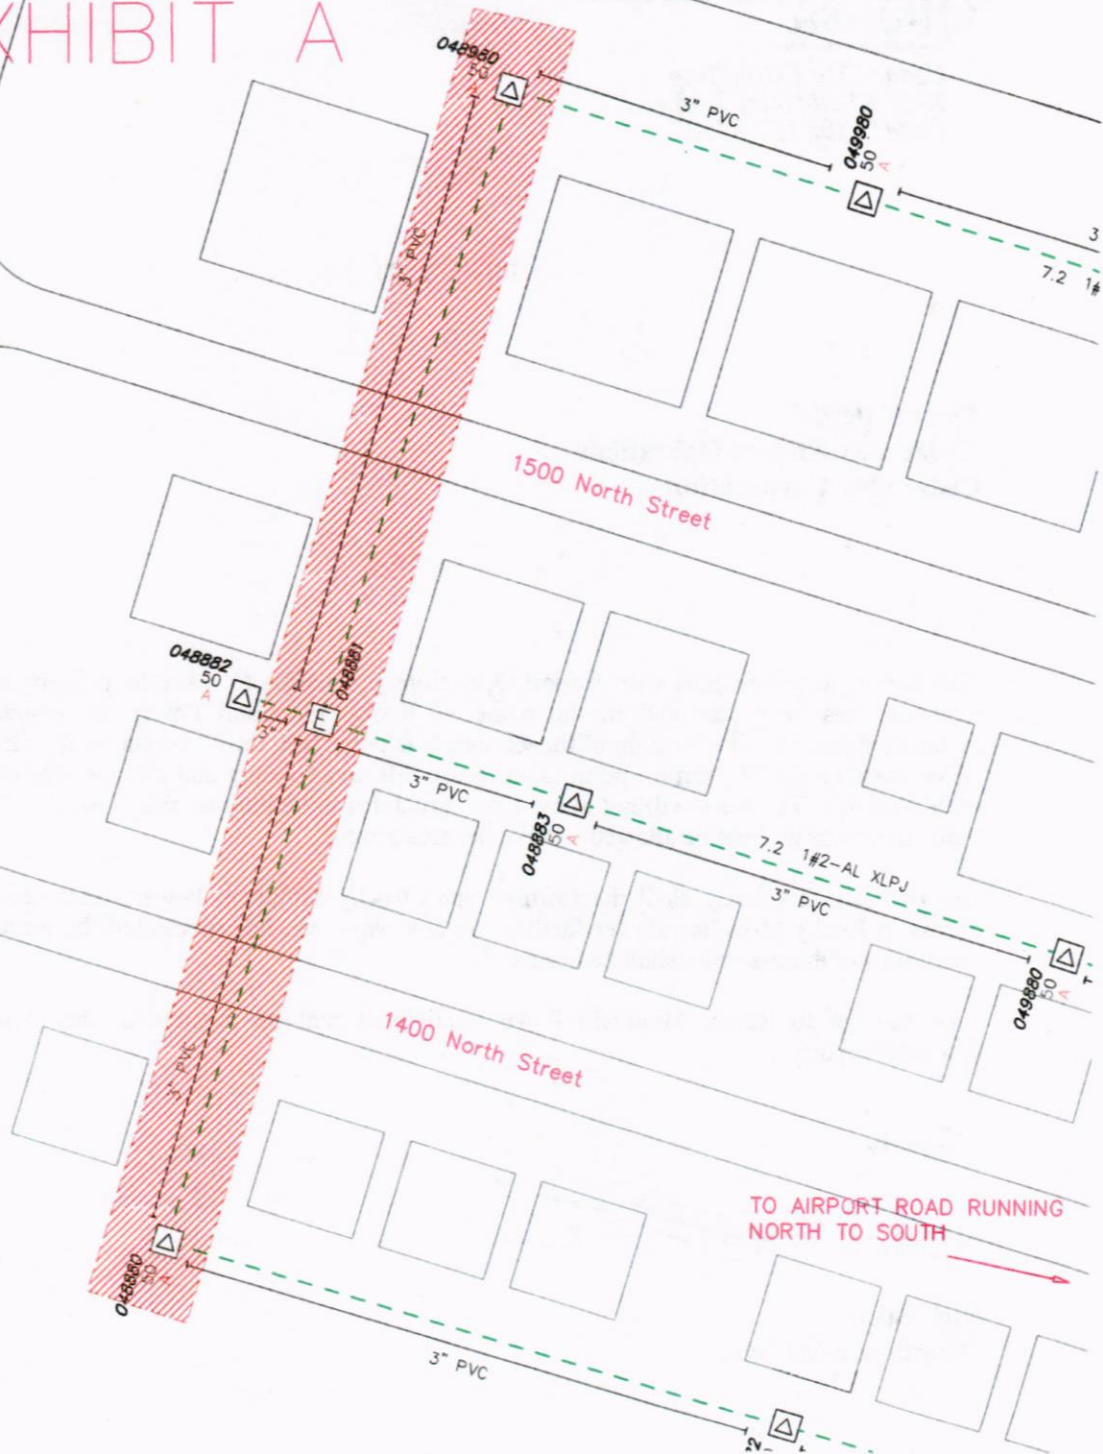 XHIBIT A
048980
50
A
3" PVC
049980
50
A
3
7.2 1#
3" PVC
1500 North Street
048882
50
A
048881
3"
E
3" PVC
048883
50
A
7.2 1#2-AL XLPJ
3" PVC
049880
50
A
1400 North Street
3" PVC
TO AIRPORT ROAD RUNNING
NORTH TO SOUTH
048880
50
A
3" PVC